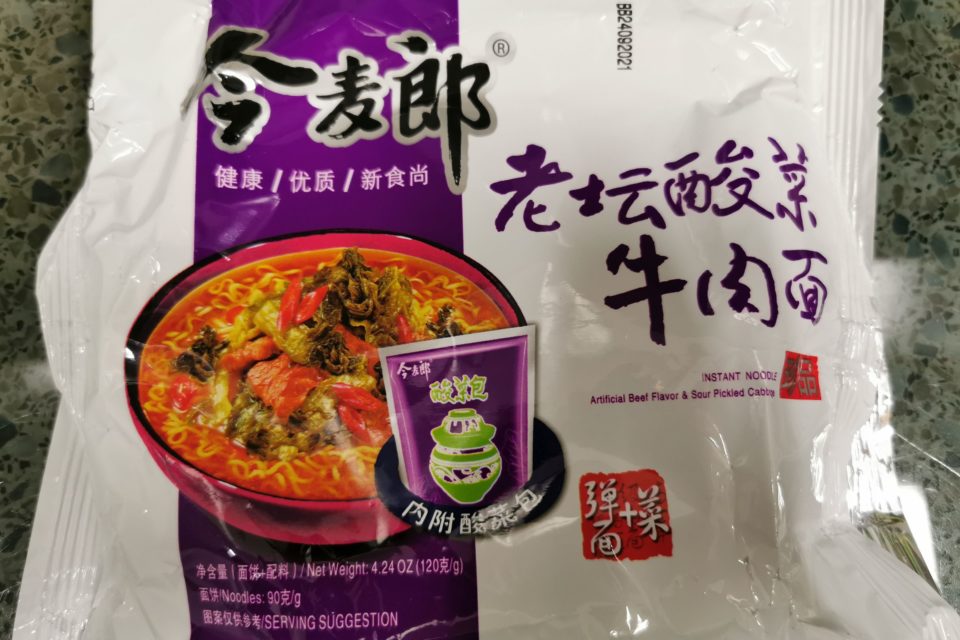 BB24092021
今麦郎®
健康/优质/新食尚
老坛酸菜
牛肉面
INSTANT NOODLE
Artificial Beef Flavor & Sour Pickled Cabbage
今麦郎
酸菜包
内附酸菜包
弹面+菜
净含量(面饼+配料)/Net Weight: 4.24 OZ (120克/g)
面饼/Noodles: 90克/g
图案仅供参考/SERVING SUGGESTION